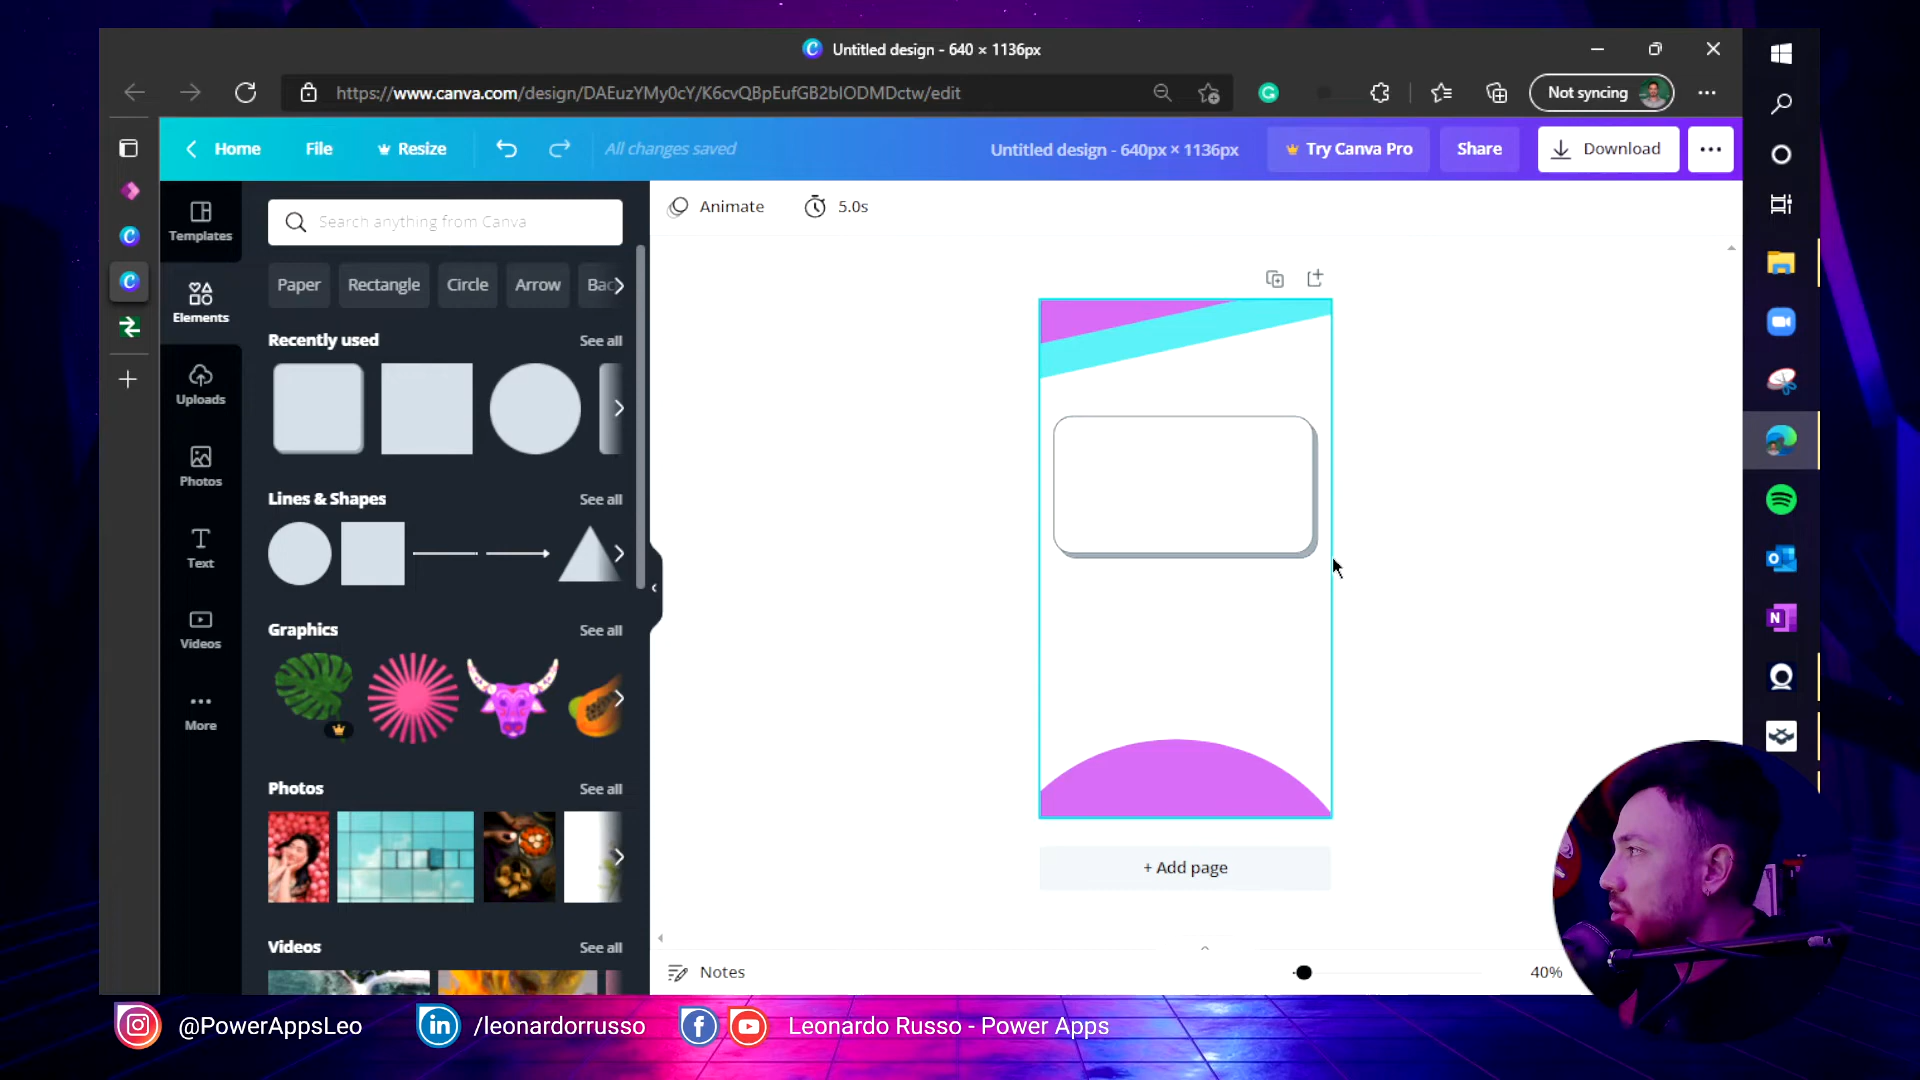 Untitled design - 640 × 1136px
https://www.canva.com/design/DAEuzYMy0cY/K6cvQBpEufGB2bIODMDctw/edit
Not syncing
Home
File
Resize
All changes saved
Untitled design - 640px × 1136px
Try Canva Pro
Share
Download
Templates
Elements
Uploads
Photos
Text
Videos
More
Search anything from Canva
Paper
Rectangle
Circle
Arrow
Bac
Recently used
See all
Lines & Shapes
See all
Graphics
See all
Photos
See all
Videos
See all
Animate
5.0s
+ Add page
Notes
40%
@PowerAppsLeo
/leonardorrusso
Leonardo Russo - Power Apps